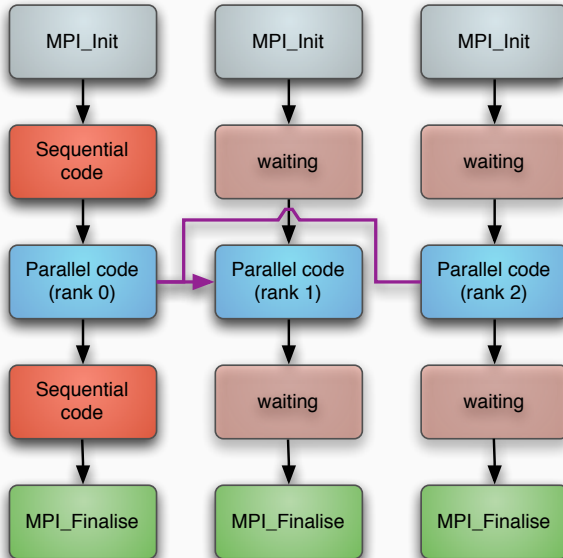 MPI_Init
MPI_Init
MPI_Init
Sequential
code
waiting
waiting
Parallel code
(rank 0)
Parallel code
(rank 1)
Parallel code
(rank 2)
Sequential
code
waiting
waiting
MPI_Finalise
MPI_Finalise
MPI_Finalise